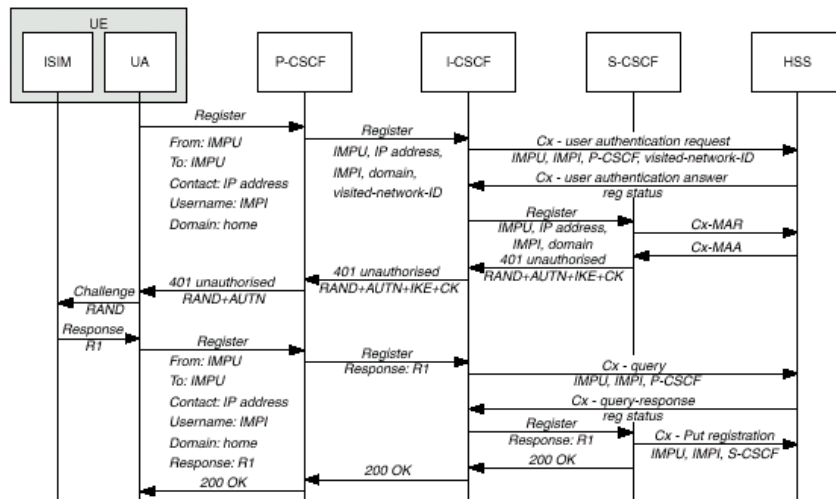 UE
ISIM
UA
P-CSCF
I-CSCF
S-CSCF
HSS
Register
From: IMPU
To: IMPU
Contact: IP address
Username: IMPI
Domain: home
Register
IMPU, IP address,
IMPI, domain,
visited-network-ID
Cx - user authentication request
IMPU, IMPI, P-CSCF, visited-network-ID
Cx - user authentication answer
reg status
Register
IMPU, IP address,
IMPI, domain
Cx-MAR
Cx-MAA
401 unauthorised
RAND+AUTN+IKE+CK
401 unauthorised
RAND+AUTN+IKE+CK
401 unauthorised
RAND+AUTN
Challenge
RAND
Response
R1
Register
From: IMPU
To: IMPU
Contact: IP address
Username: IMPI
Domain: home
Response: R1
Register
Response: R1
Cx - query
IMPU, IMPI, P-CSCF
Cx - query-response
reg status
Register
Response: R1
Cx - Put registration
IMPU, IMPI, S-CSCF
200 OK
200 OK
200 OK